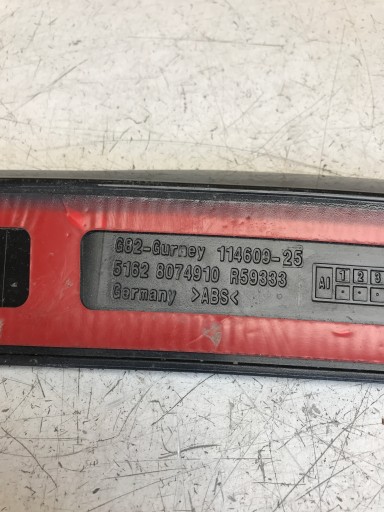 G82-Gurney 114609-25
5162 8074910 R59333
Germany >ABS<
A1 1 2 3